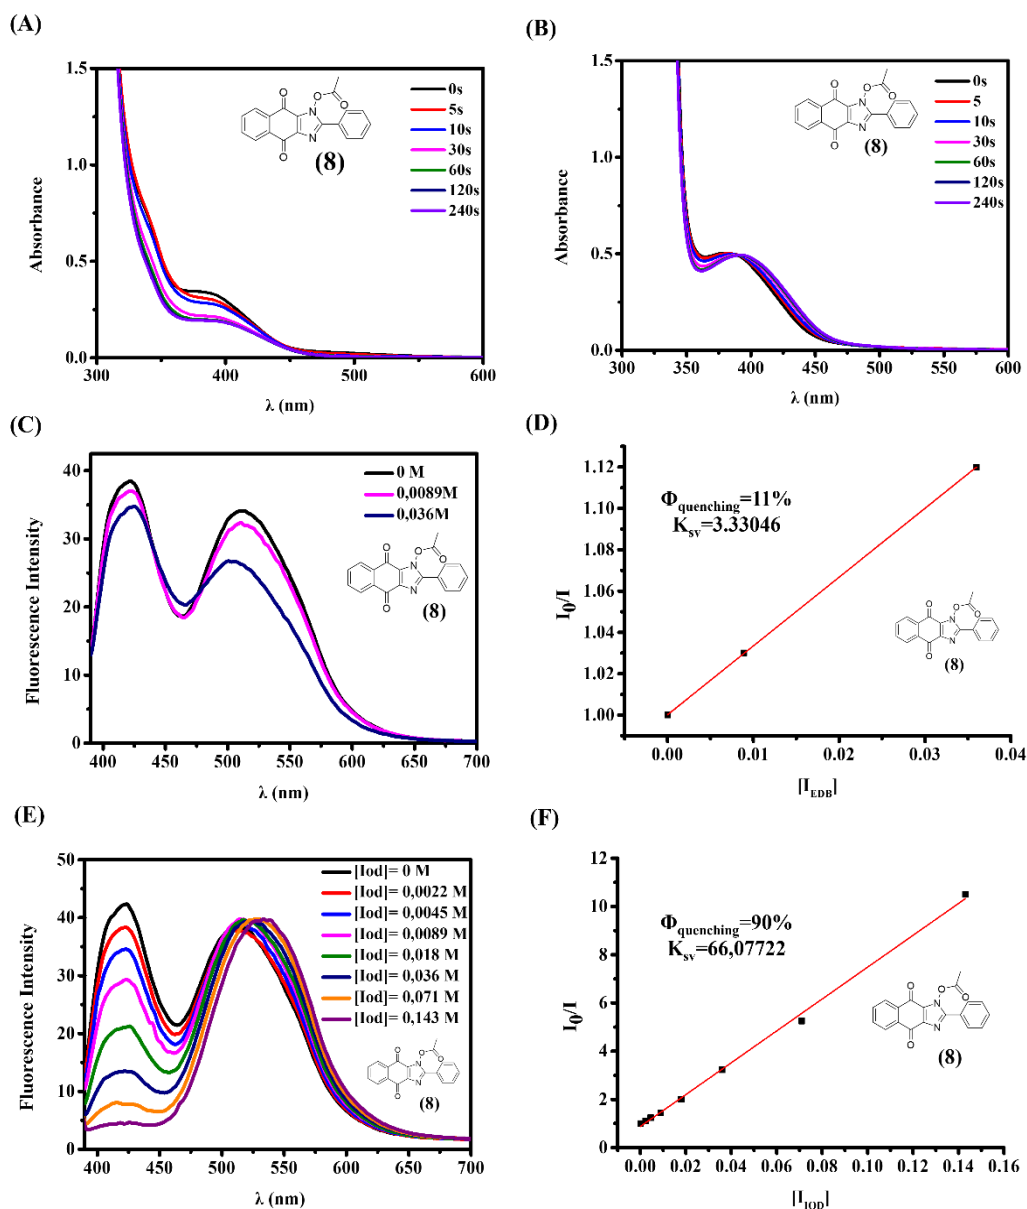 (A)
1.5
1.0
0.5
0.0
300
400
500
600
Absorbance
λ (nm)
0s
5s
10s
30s
60s
120s
240s
O
O
N
O
O
N
(8)
(B)
1.5
1.0
0.5
0.0
300
350
400
450
500
550
600
Absorbance
λ (nm)
0s
5
10s
30s
60s
120s
240s
O
O
N
O
O
N
(8)
(C)
40
30
20
10
0
400
450
500
550
600
650
700
Fluorescence Intensity
λ (nm)
0 M
0,0089M
0,036M
O
O
N
O
O
N
(8)
(D)
1.12
1.10
1.08
1.06
1.04
1.02
1.00
0.00
0.01
0.02
0.03
0.04
I0/I
[IEDB]
Φquenching=11%
Ksv=3.33046
O
O
N
O
O
N
(8)
(E)
50
40
30
20
10
0
400
450
500
550
600
650
700
Fluorescence Intensity
λ (nm)
[Iod]= 0 M
[Iod]= 0,0022 M
[Iod]= 0,0045 M
[Iod]= 0,0089 M
[Iod]= 0,018 M
[Iod]= 0,036 M
[Iod]= 0,071 M
[Iod]= 0,143 M
O
O
N
O
O
N
(8)
(F)
12
10
8
6
4
2
0
0.00
0.02
0.04
0.06
0.08
0.10
0.12
0.14
0.16
I0/I
[IIOD]
Φquenching=90%
Ksv=66,07722
O
O
N
O
O
N
(8)